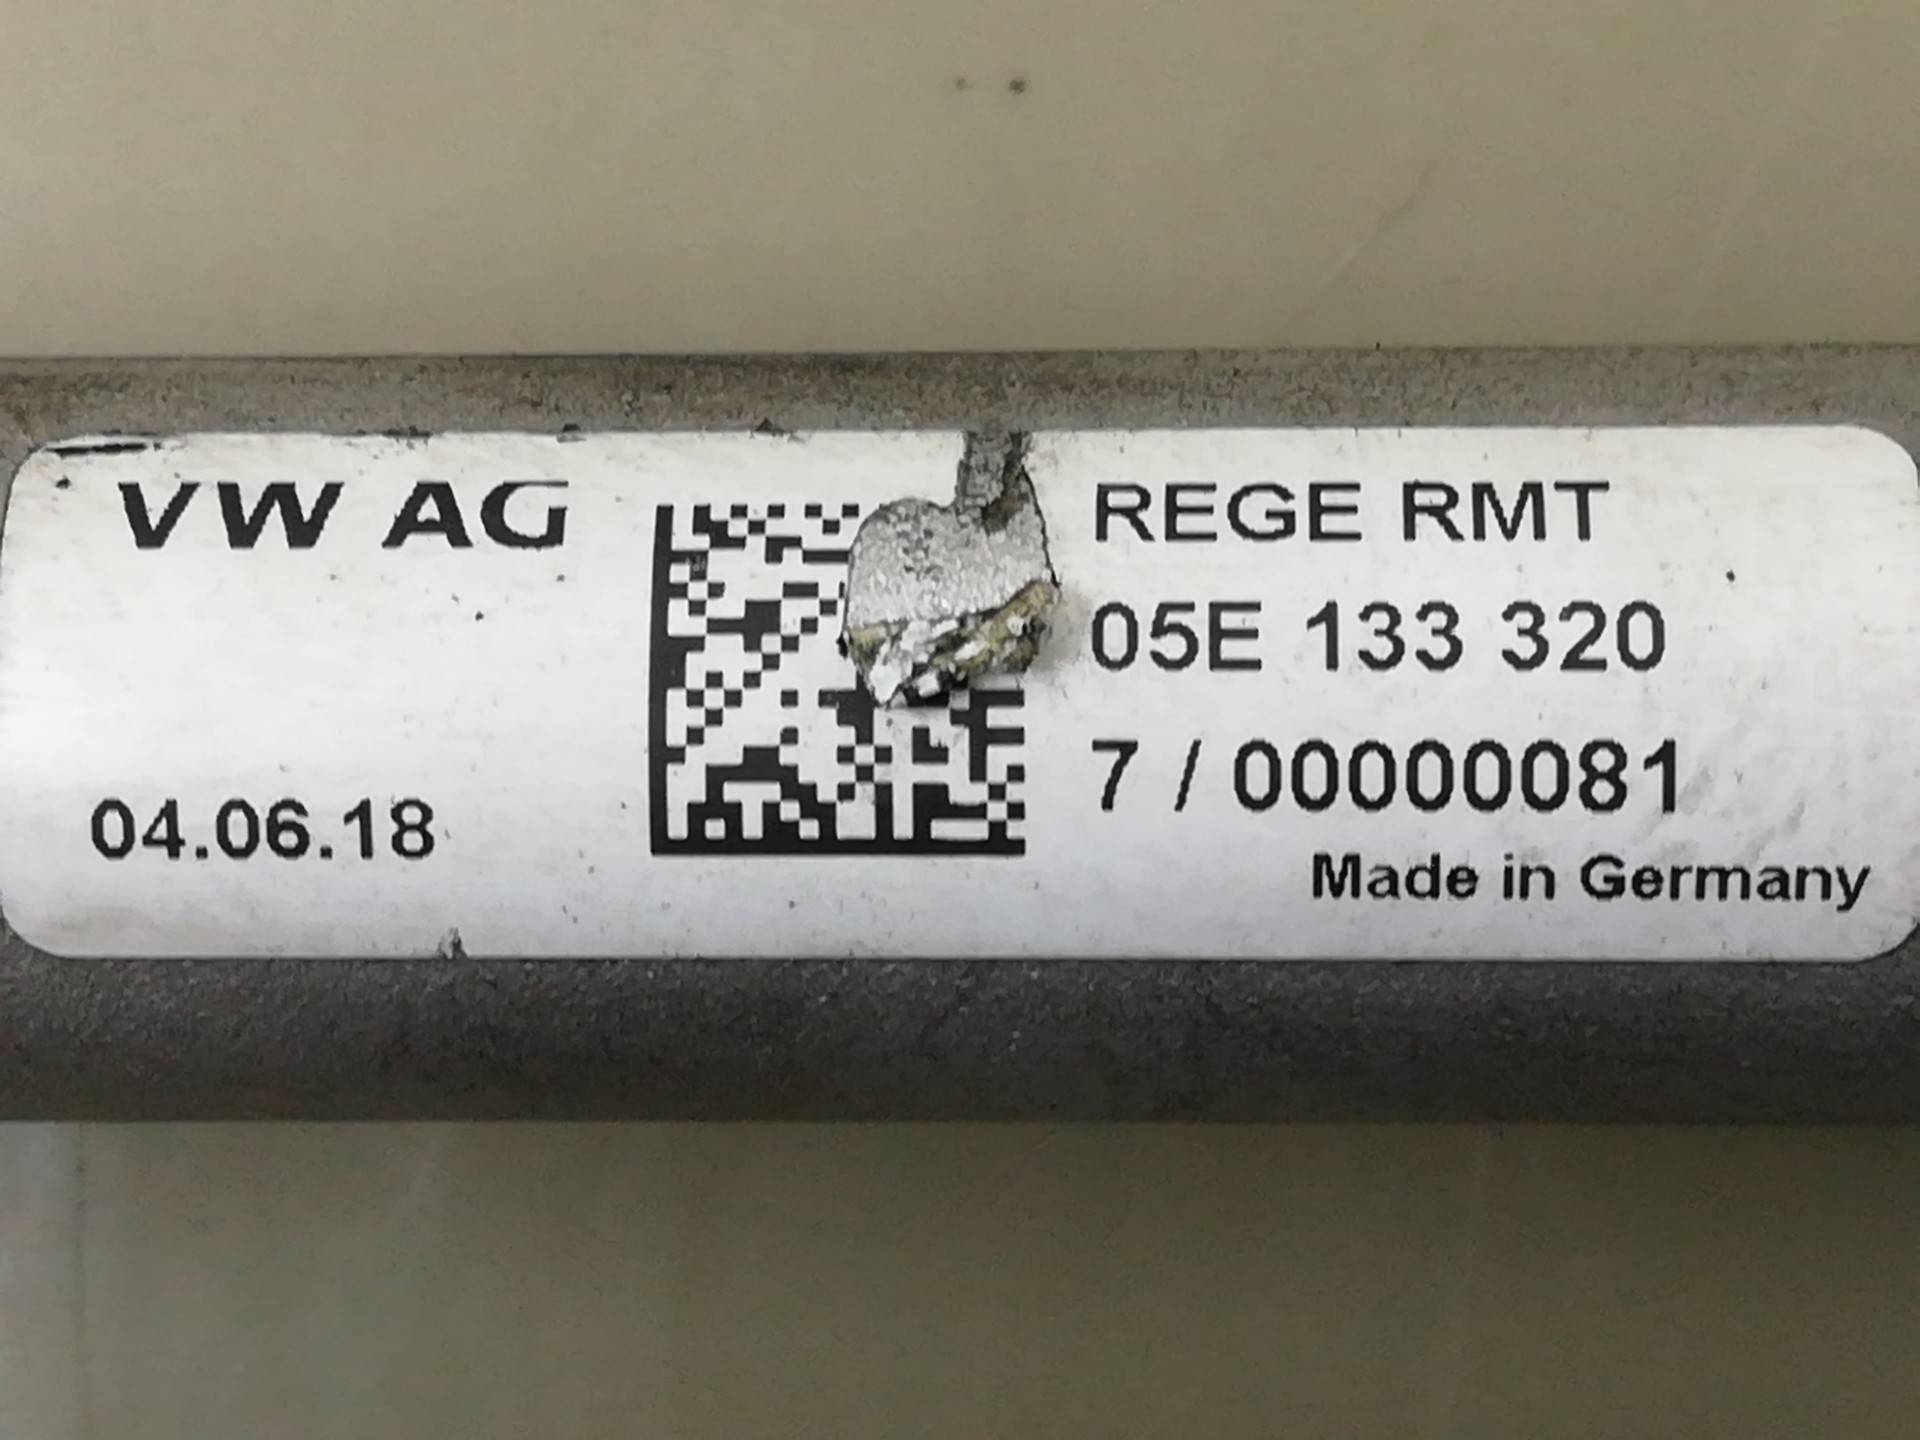 VW AG
04.06.18
REGE RMT
05E 133 320
7 / 00000081
Made in Germany